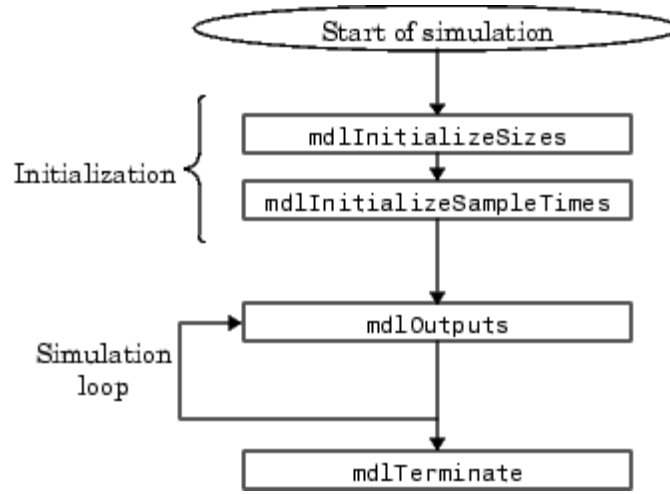 Start of simulation
mdlInitializeSizes
Initialization
mdlInitializeSampleTimes
mdlOutputs
Simulation
loop
mdlTerminate